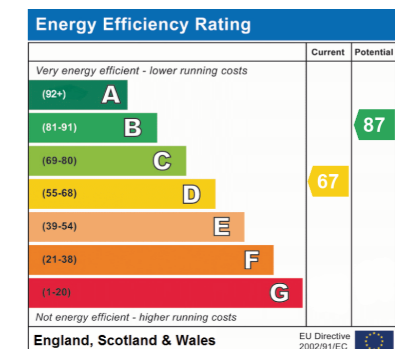 Energy Efficiency Rating
Current Potential
Very energy efficient - lower running costs
(92+) A
(81-91) B
87
(69-80) C
(55-68) D
67
(39-54) E
(21-38) F
(1-20) G
Not energy efficient - higher running costs
England, Scotland & Wales
EU Directive
2002/91/EC